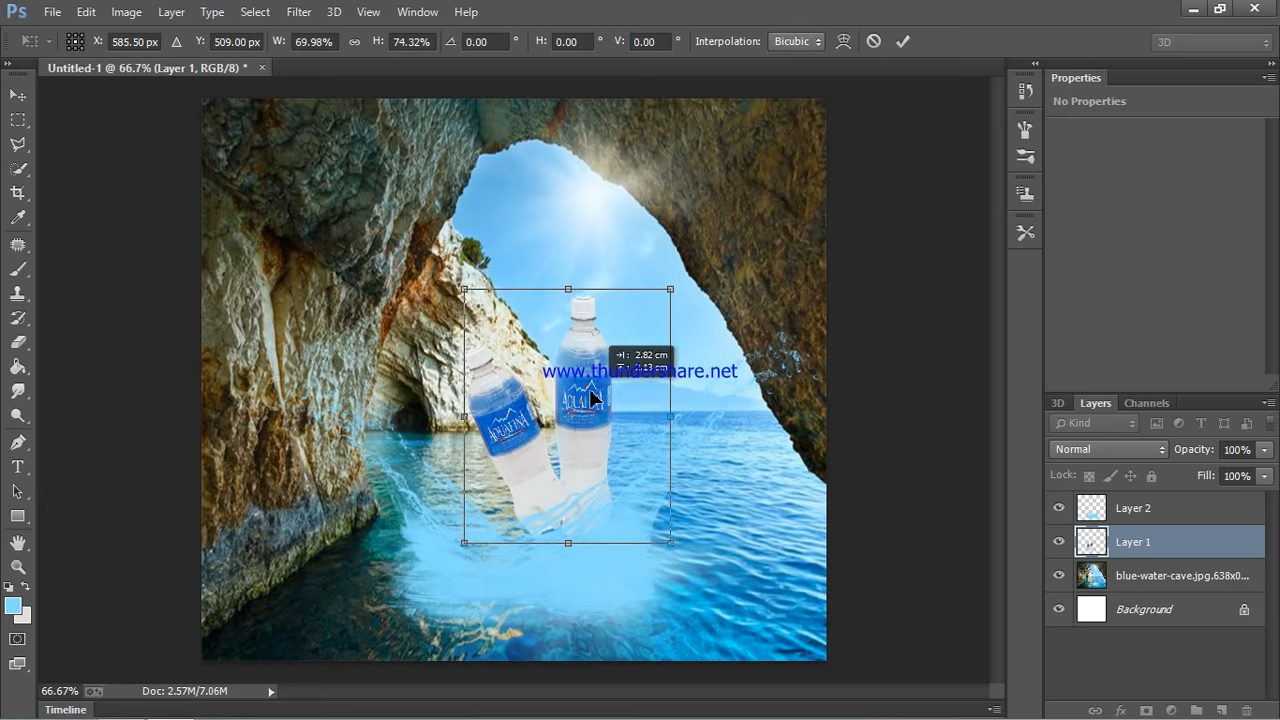 Ps File Edit Image Layer Type Select Filter 3D View Window Help
X: 585.50 px Y: 509.00 px W: 69.98% H: 74.32% 0.00 ° H: 0.00 ° V: 0.00 ° Interpolation: Bicubic 3D
Untitled-1 @ 66.7% (Layer 1, RGB/8) * ×
Properties
No Properties
2.82 cm
www.thundershare.net
AQUAFINA
3D Layers Channels
Kind
Normal Opacity: 100%
Lock: Fill: 100%
Layer 2
Layer 1
blue-water-cave.jpg.638x0...
Background
66.67% Doc: 2.57M/7.06M
Timeline
fx